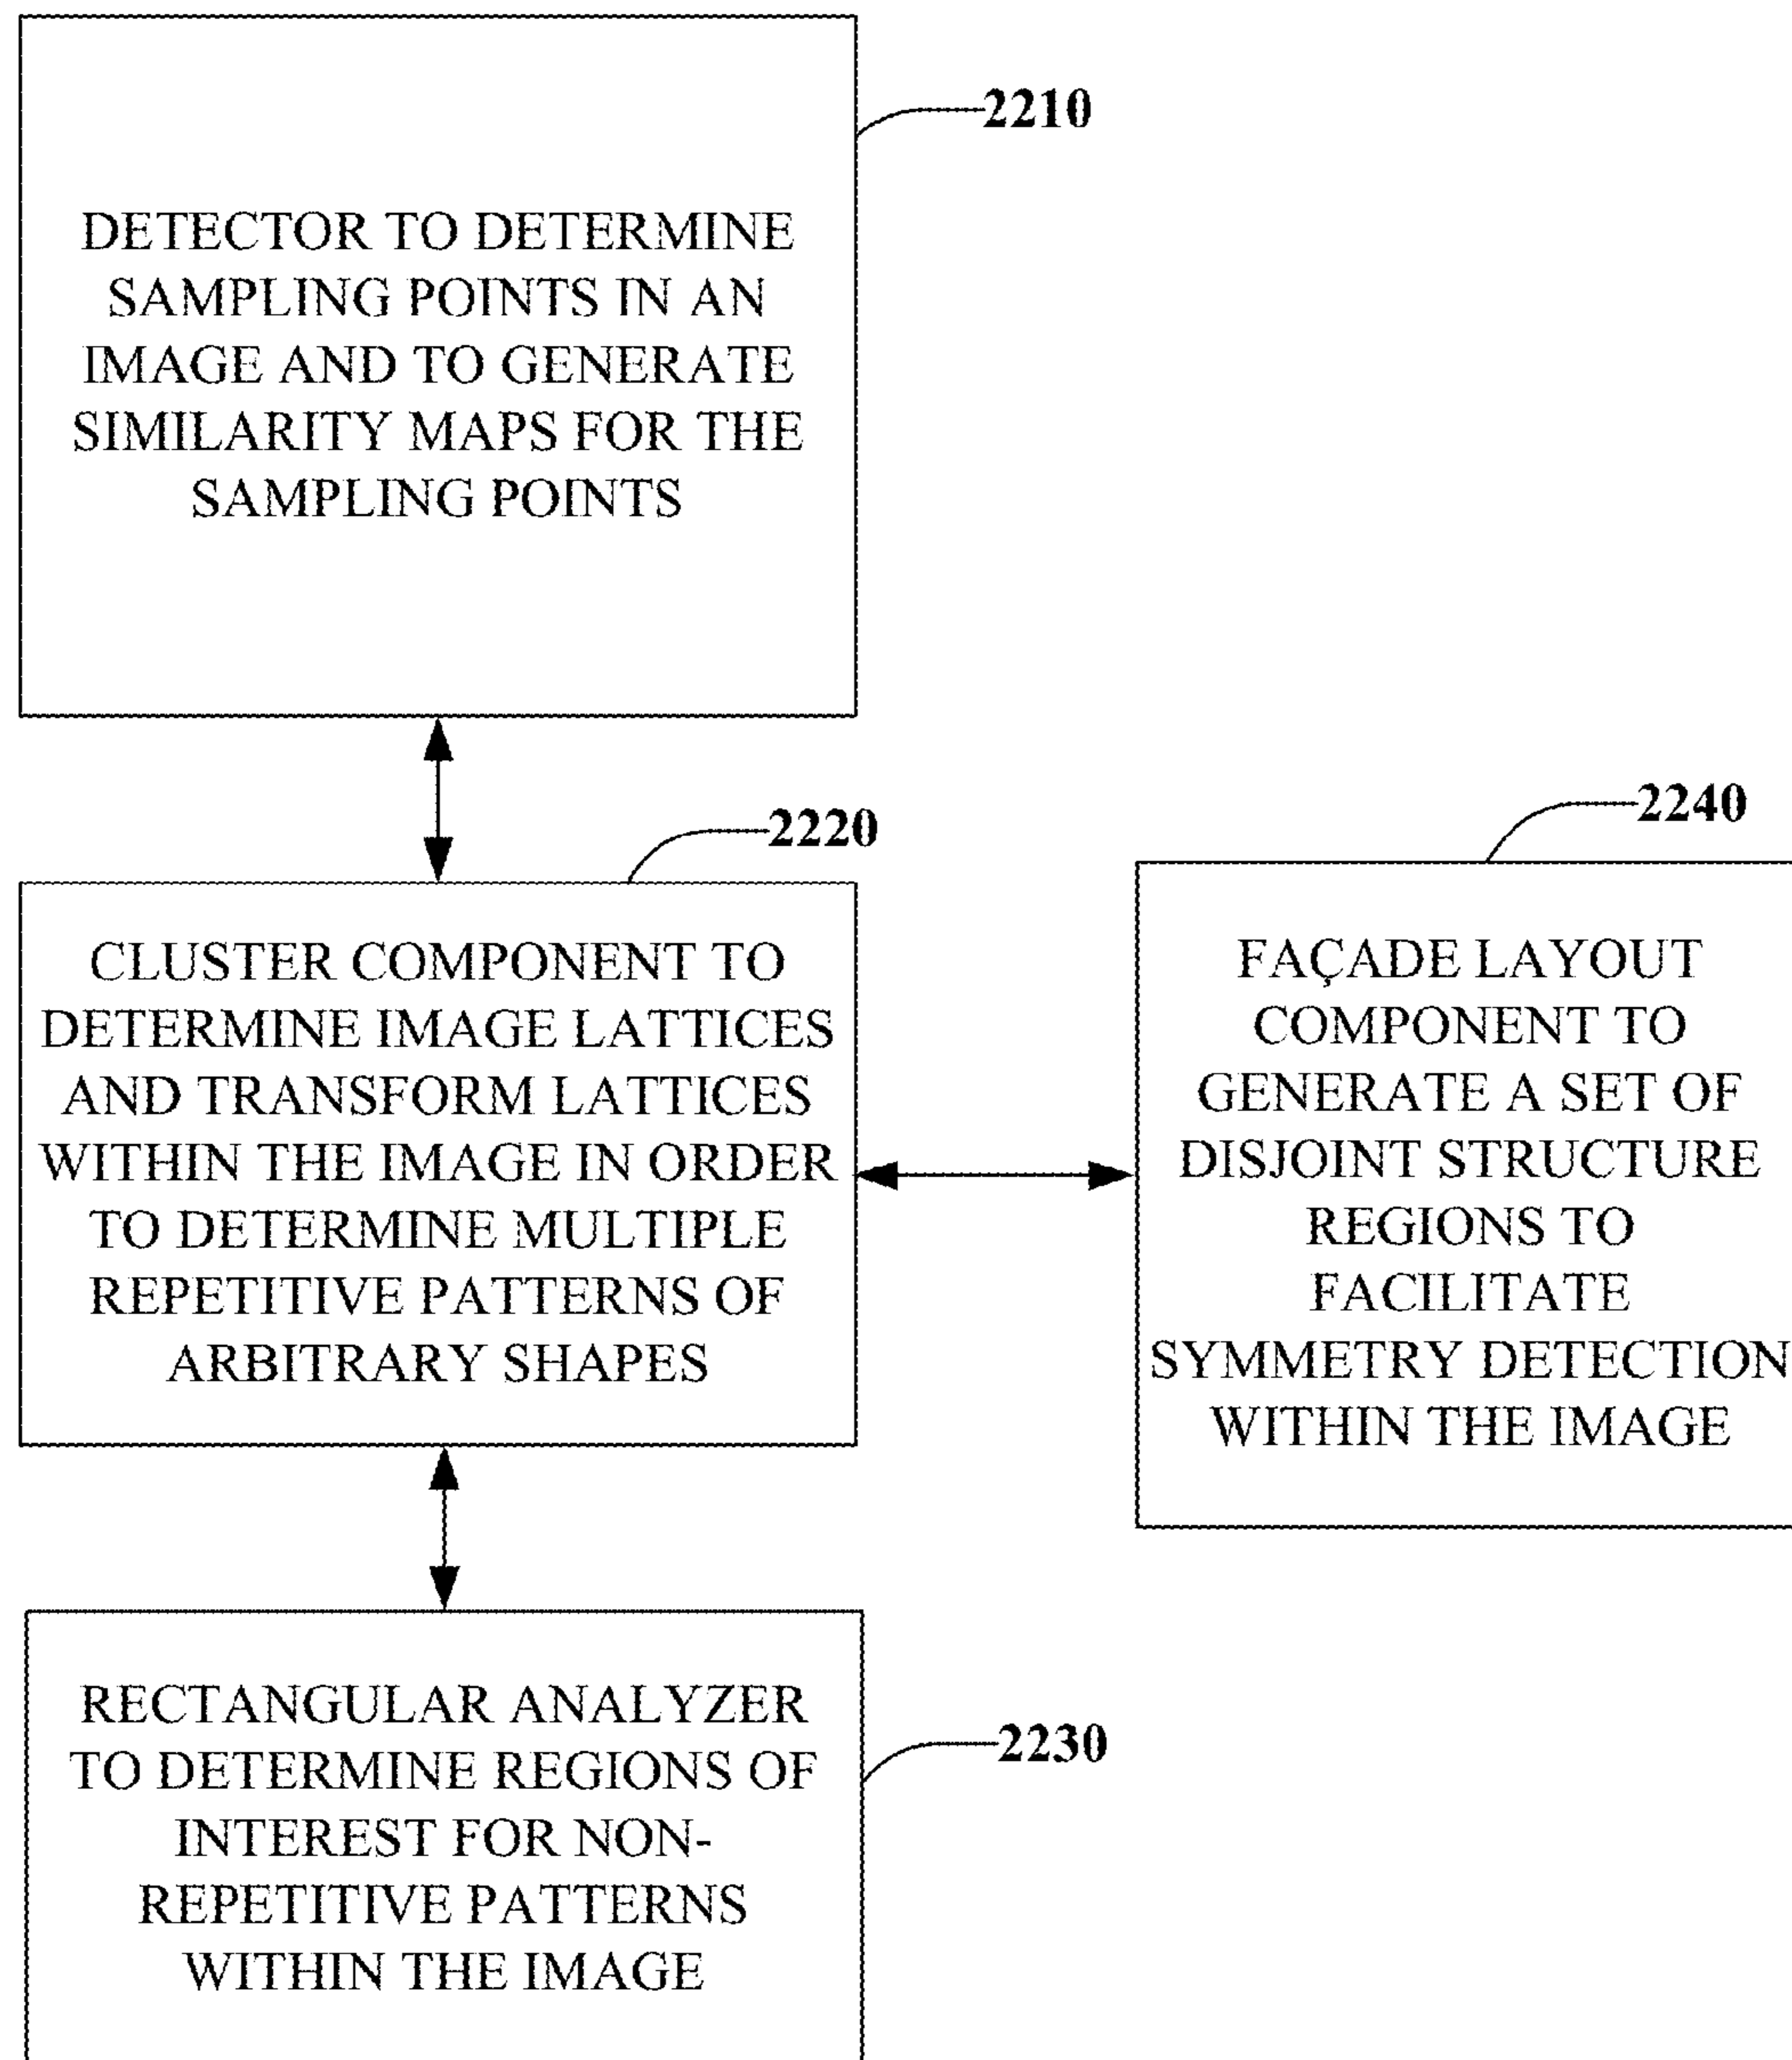 2210
DETECTOR TO DETERMINE
SAMPLING POINTS IN AN
IMAGE AND TO GENERATE
SIMILARITY MAPS FOR THE
SAMPLING POINTS
2220
CLUSTER COMPONENT TO
DETERMINE IMAGE LATTICES
AND TRANSFORM LATTICES
WITHIN THE IMAGE IN ORDER
TO DETERMINE MULTIPLE
REPETITIVE PATTERNS OF
ARBITRARY SHAPES
2240
FAÇADE LAYOUT
COMPONENT TO
GENERATE A SET OF
DISJOINT STRUCTURE
REGIONS TO
FACILITATE
SYMMETRY DETECTION
WITHIN THE IMAGE
RECTANGULAR ANALYZER
TO DETERMINE REGIONS OF
INTEREST FOR NON-
REPETITIVE PATTERNS
WITHIN THE IMAGE
2230